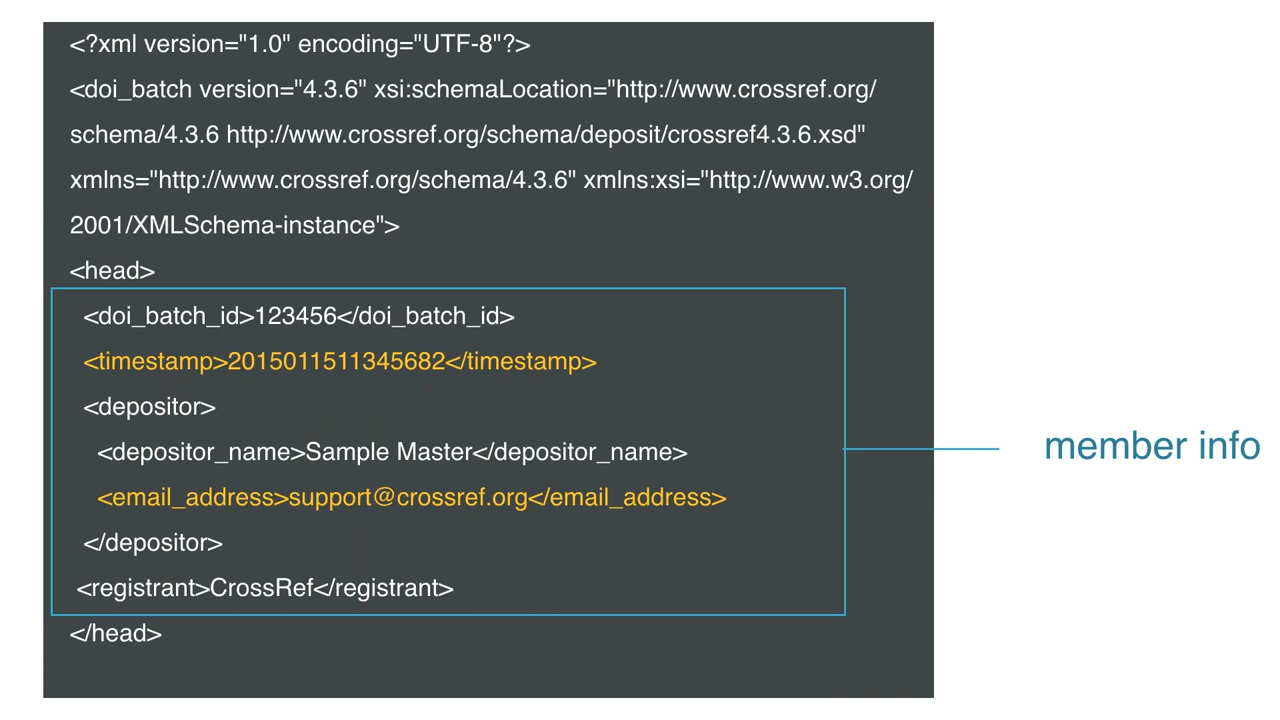 <?xml version="1.0" encoding="UTF-8"?>
<doi_batch version="4.3.6" xsi:schemaLocation="http://www.crossref.org/
schema/4.3.6 http://www.crossref.org/schema/deposit/crossref4.3.6.xsd"
xmlns="http://www.crossref.org/schema/4.3.6" xmlns:xsi="http://www.w3.org/
2001/XMLSchema-instance">
<head>
<doi_batch_id>123456</doi_batch_id>
<timestamp>2015011511345682</timestamp>
<depositor>
<depositor_name>Sample Master</depositor_name>
<email_address>support@crossref.org</email_address>
</depositor>
<registrant>CrossRef</registrant>
</head>
member info